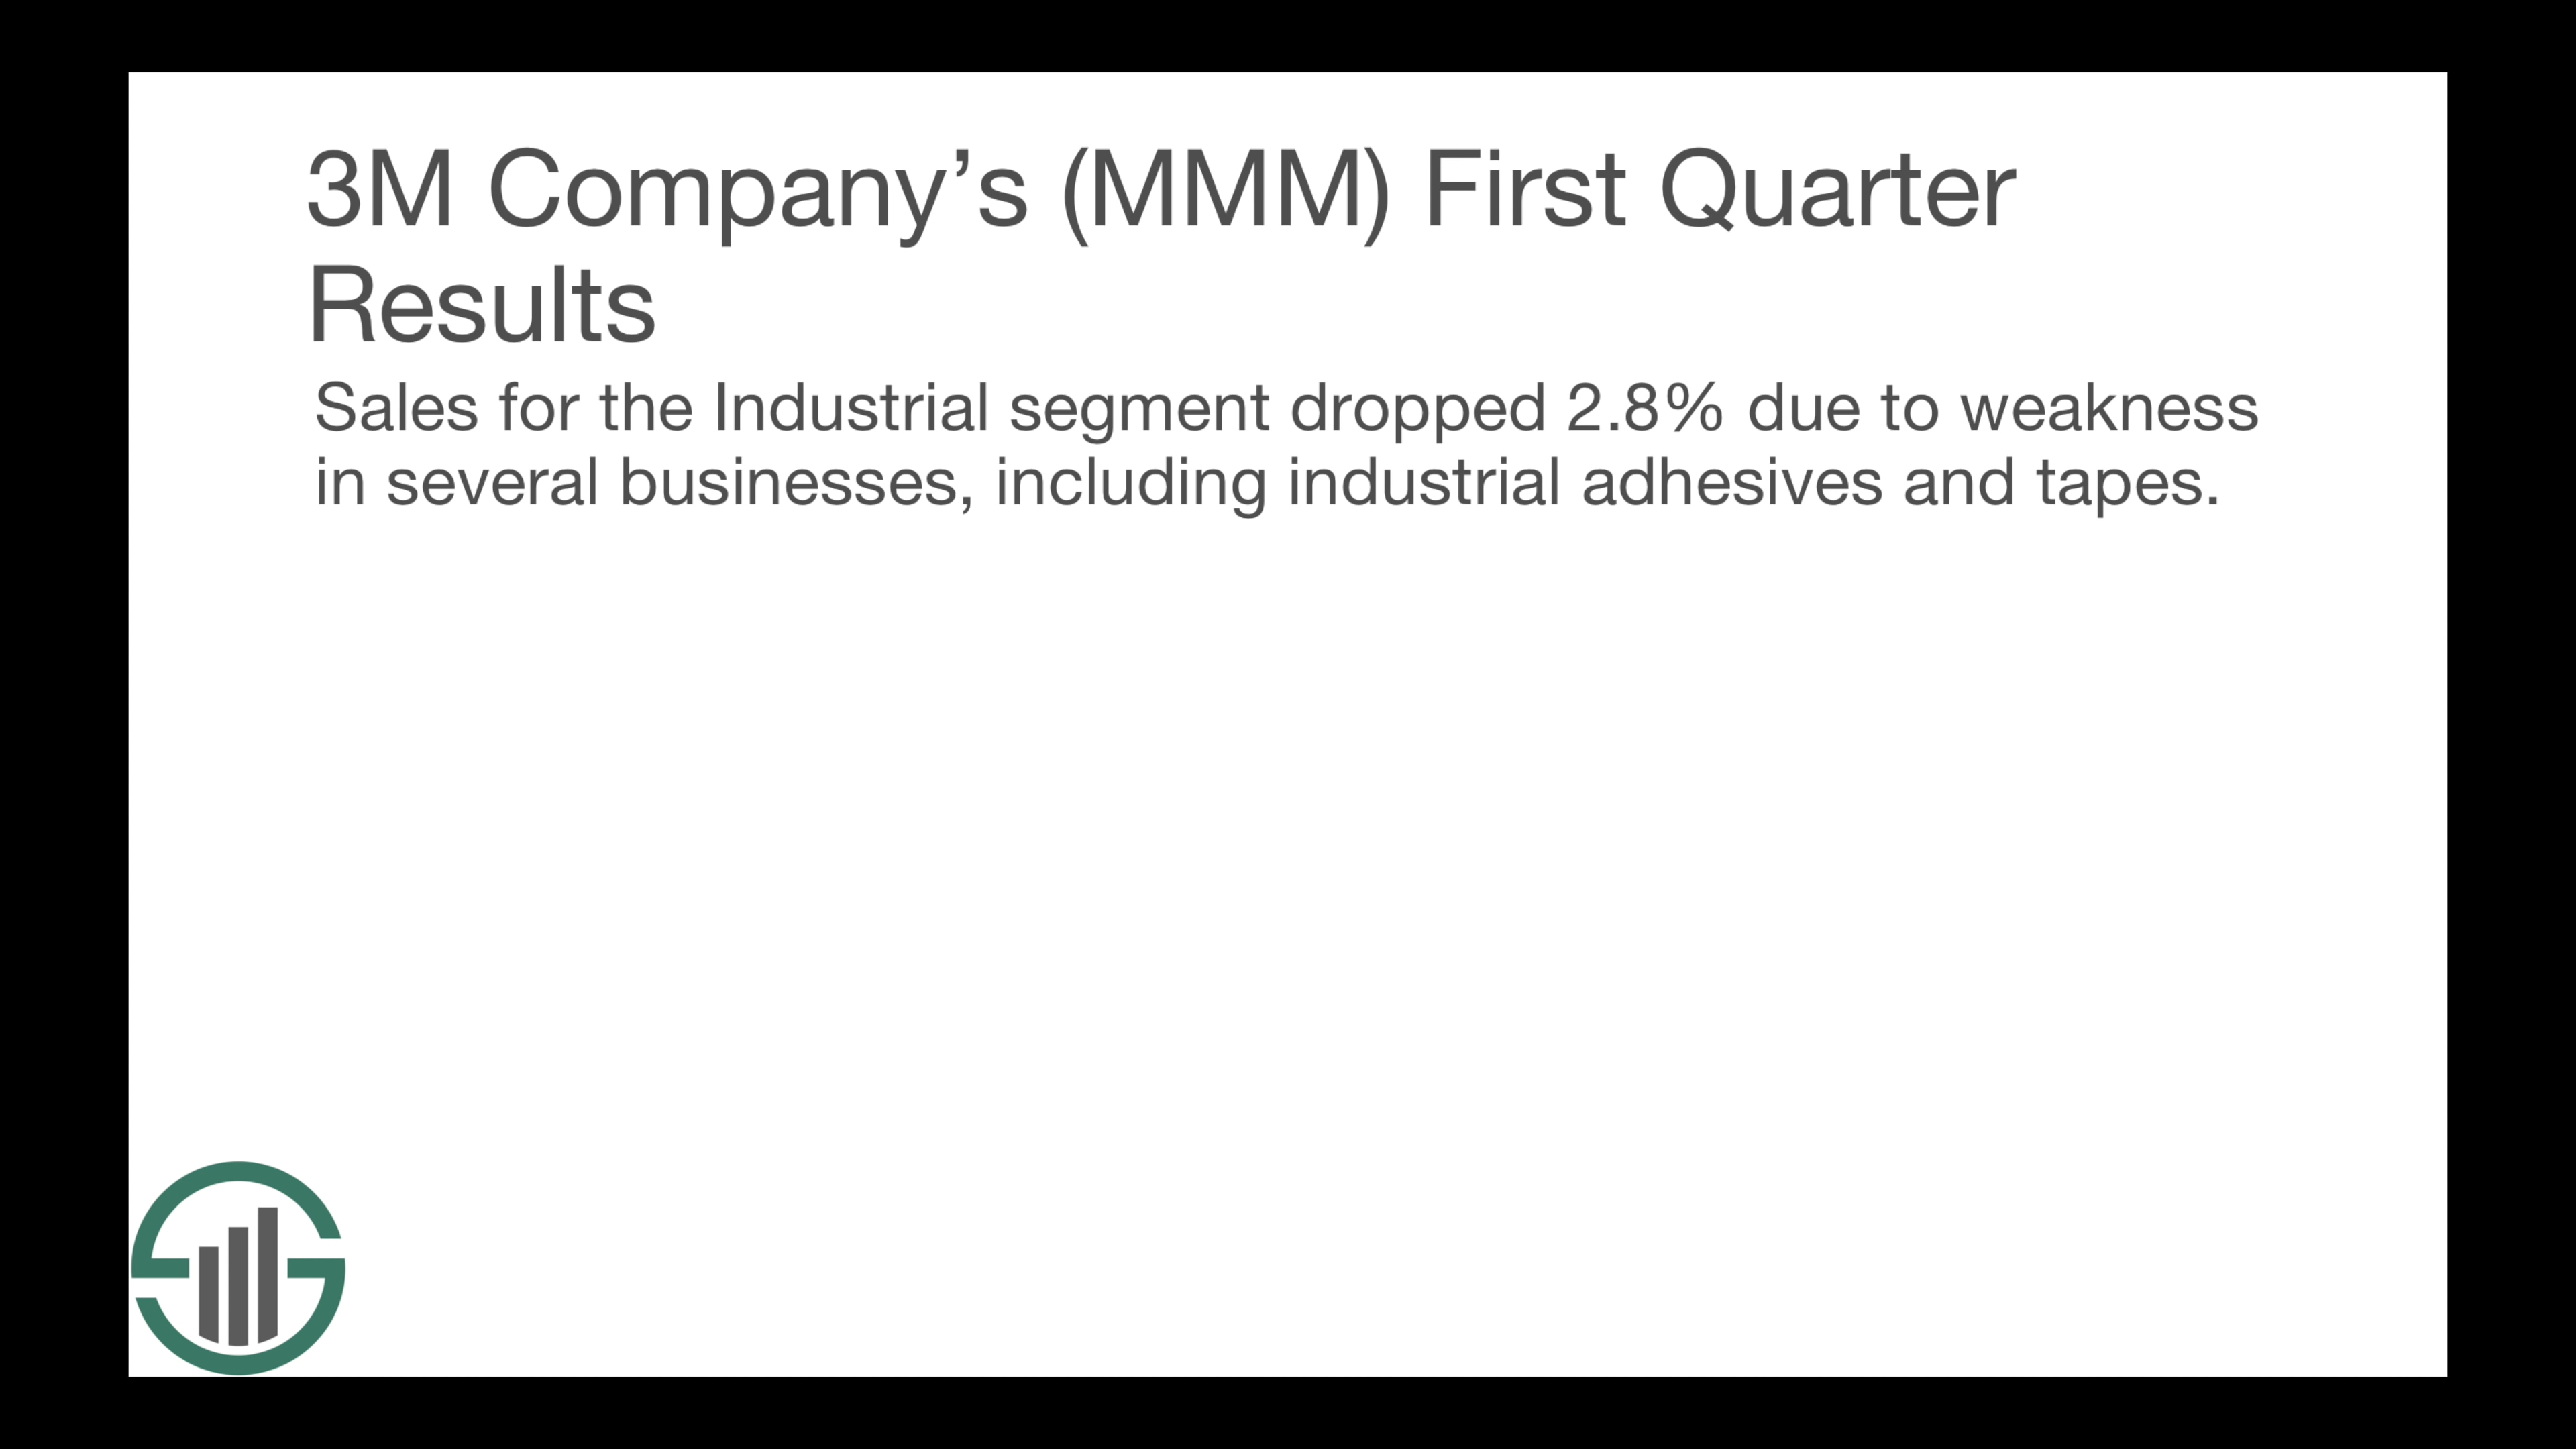 3M Company’s (MMM) First Quarter
Results
Sales for the Industrial segment dropped 2.8% due to weakness
in several businesses, including industrial adhesives and tapes.